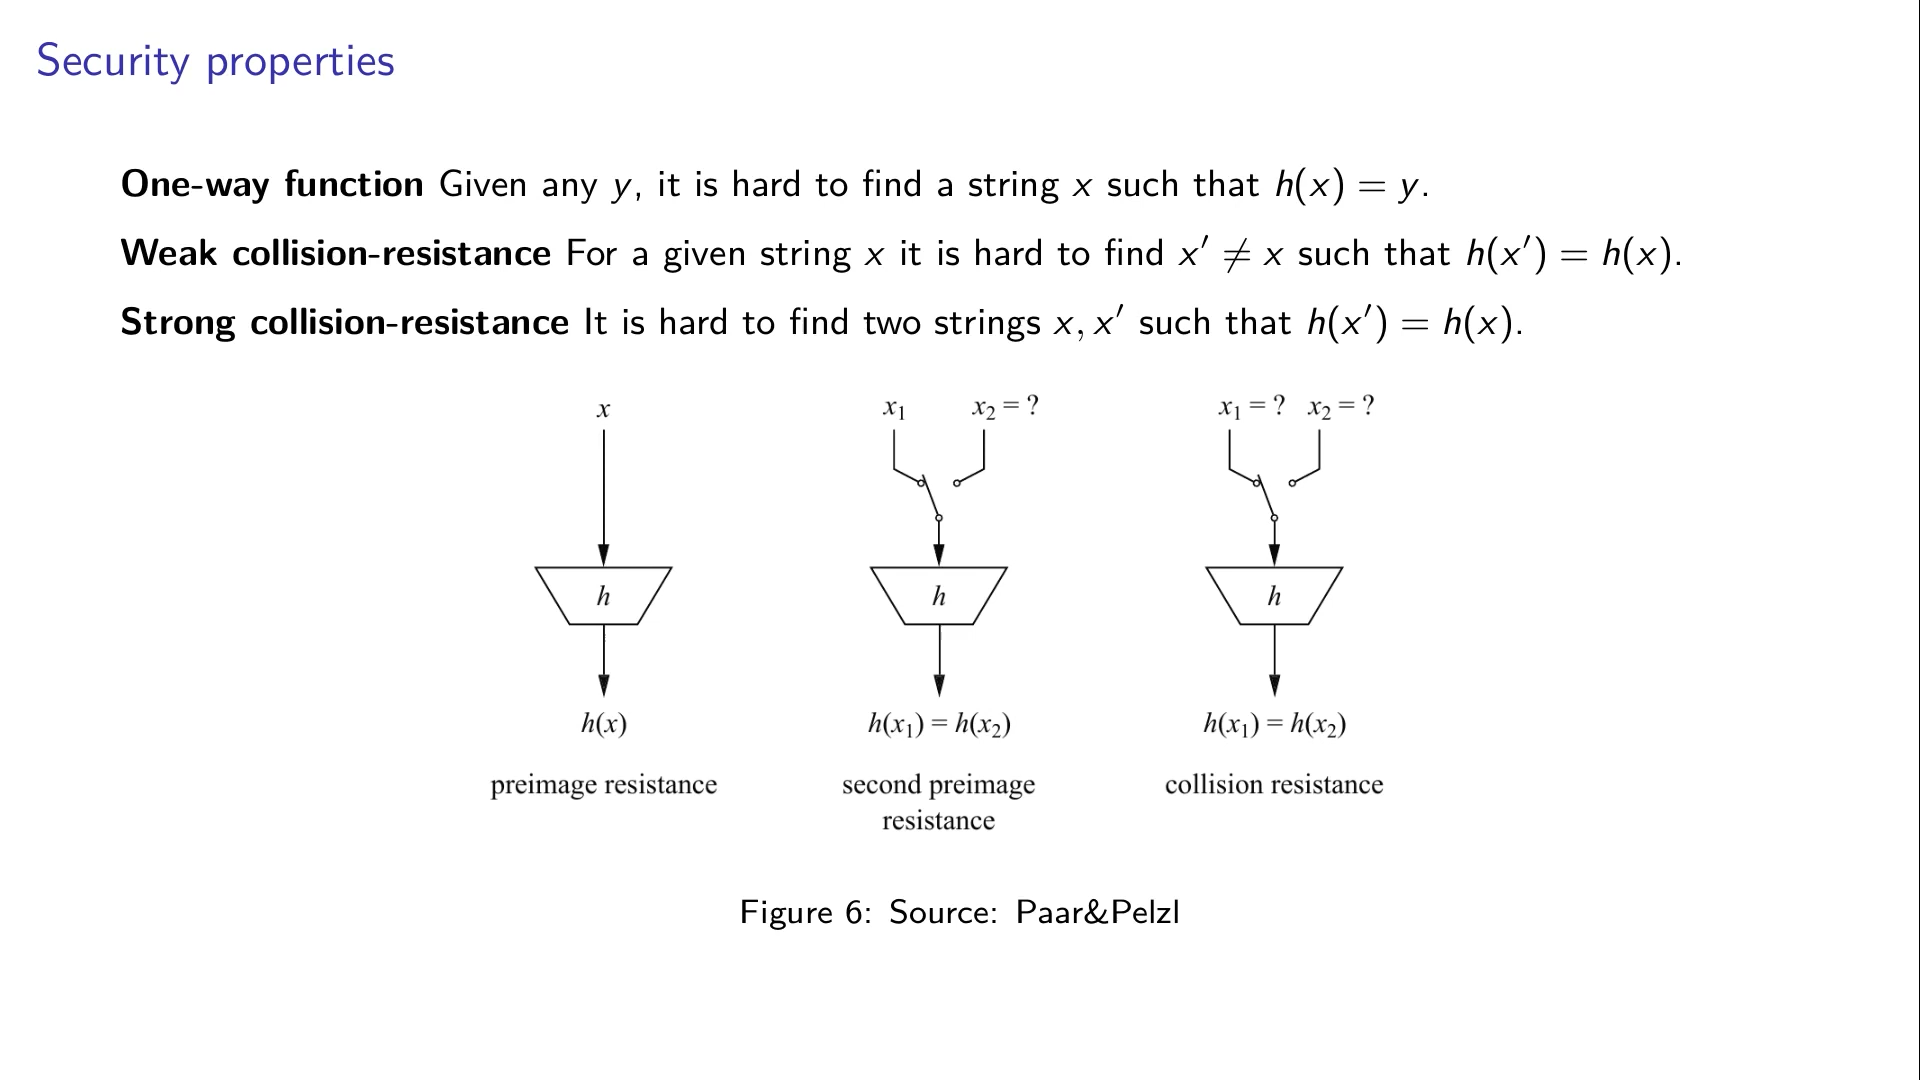 Security properties
One-way function Given any y, it is hard to find a string x such that h(x) = y.
Weak collision-resistance For a given string x it is hard to find x′ ≠ x such that h(x′) = h(x).
Strong collision-resistance It is hard to find two strings x, x′ such that h(x′) = h(x).
x x₁ x₂ = ? x₁ = ? x₂ = ?
h h h
h(x) h(x₁) = h(x₂) h(x₁) = h(x₂)
preimage resistance second preimage collision resistance
resistance
Figure 6: Source: Paar&Pelzl